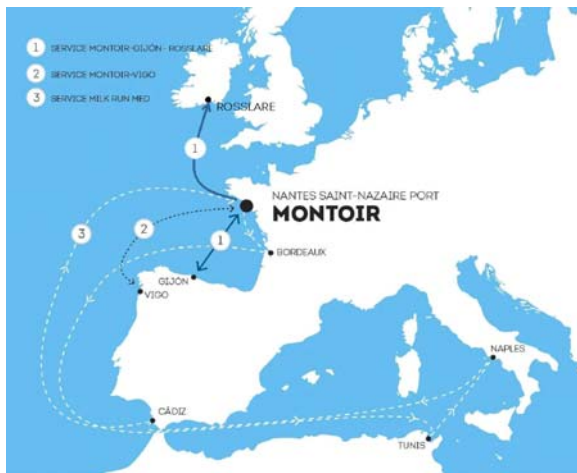 1 SERVICE MONTOIR-GIJÓN - ROSSLARE
2 SERVICE MONTOIR-VIGO
3 SERVICE MILK RUN MED
ROSSLARE
1
NANTES SAINT-NAZAIRE PORT
MONTOIR
3
2
1
BORDEAUX
GIJÓN
VIGO
NAPLES
CÁDIZ
TUNIS